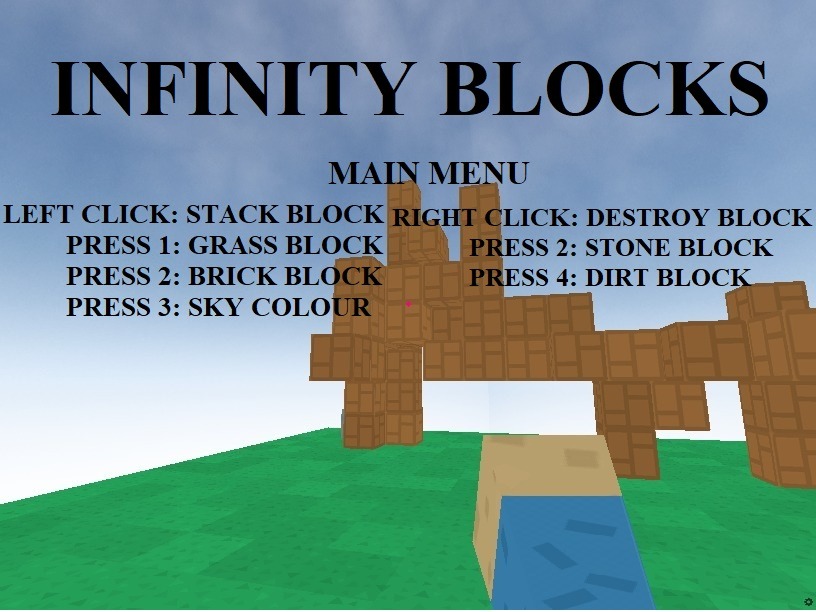 INFINITY BLOCKS
MAIN MENU
LEFT CLICK: STACK BLOCK
PRESS 1: GRASS BLOCK
PRESS 2: BRICK BLOCK
PRESS 3: SKY COLOUR
RIGHT CLICK: DESTROY BLOCK
PRESS 2: STONE BLOCK
PRESS 4: DIRT BLOCK